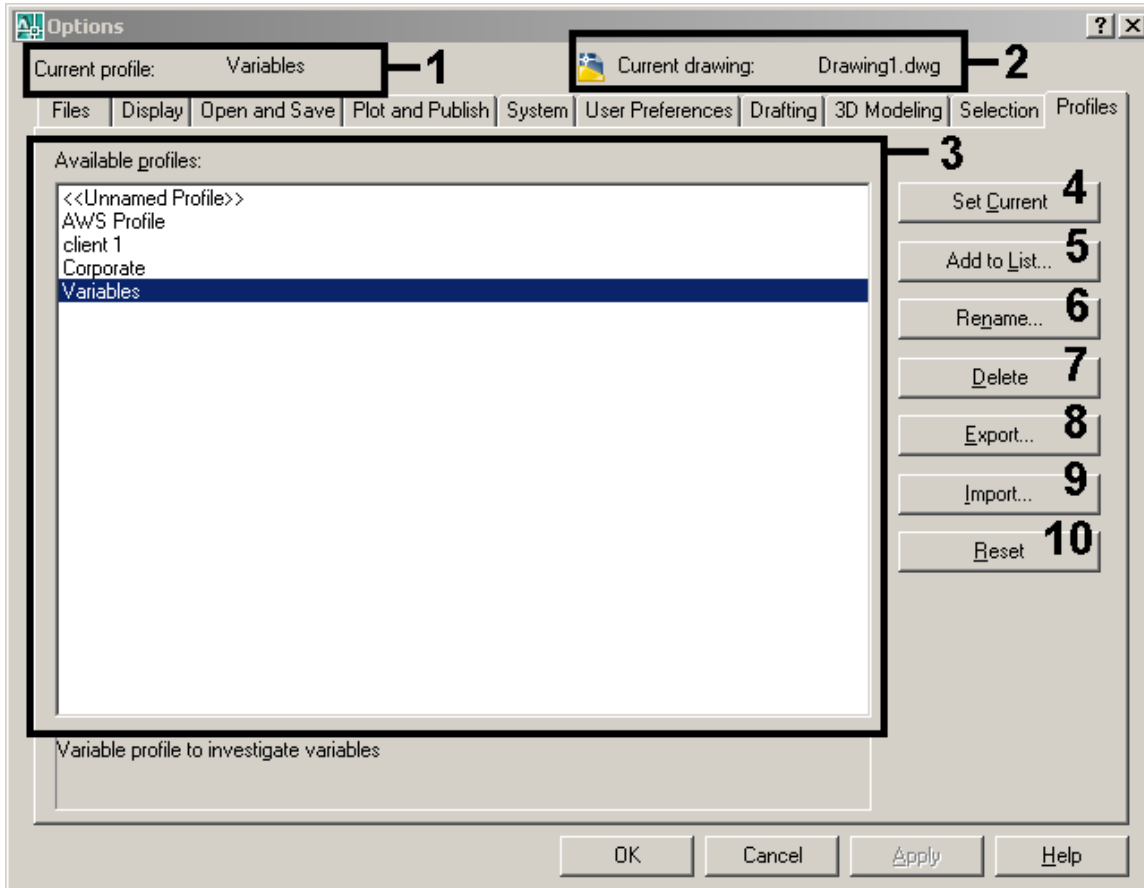 Options
Current profile: Variables 1
Current drawing: Drawing1.dwg 2
Files Display Open and Save Plot and Publish System User Preferences Drafting 3D Modeling Selection Profiles
Available profiles: 3
<<Unnamed Profile>>
AWS Profile
client 1
Corporate
Variables
Set Current 4
Add to List... 5
Rename... 6
Delete 7
Export... 8
Import... 9
Reset 10
Variable profile to investigate variables
OK Cancel Apply Help